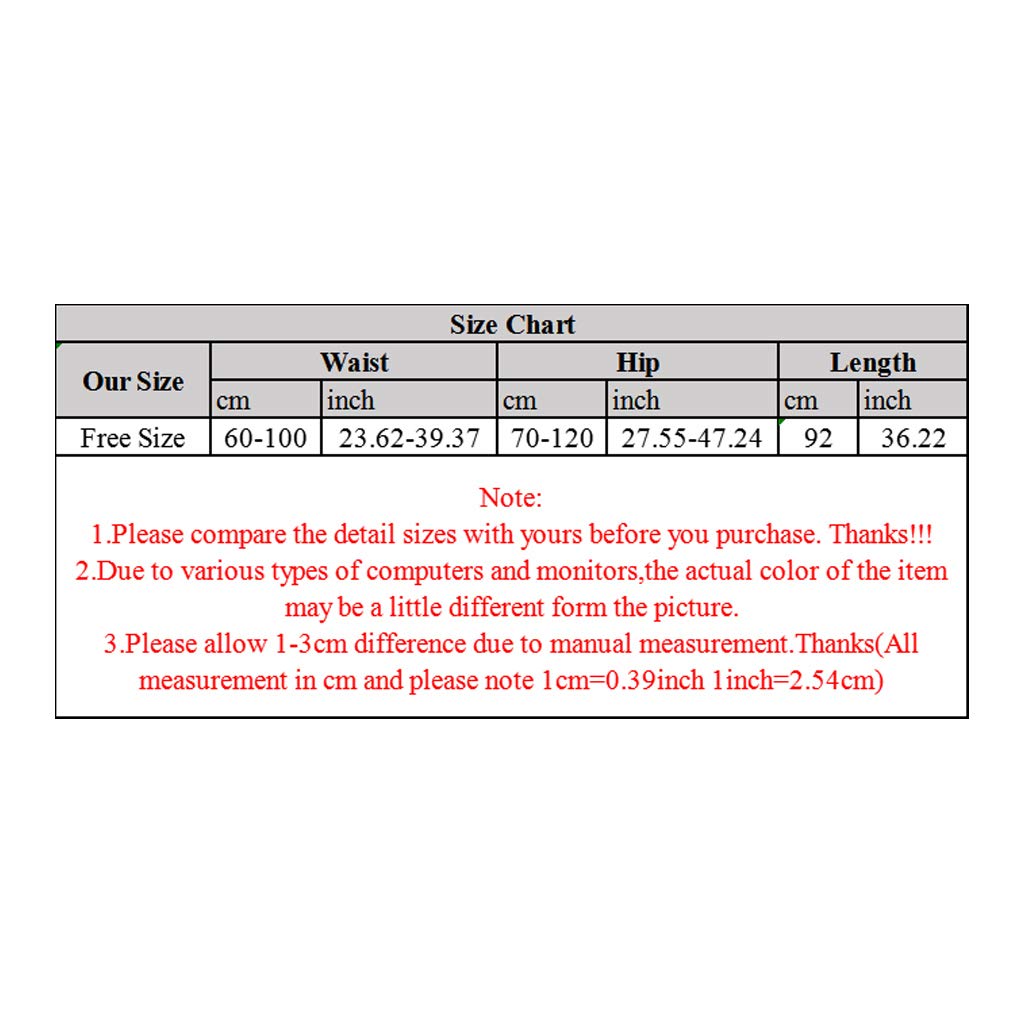 Size Chart
Our Size Waist Hip Length
cm inch cm inch cm inch
Free Size 60-100 23.62-39.37 70-120 27.55-47.24 92 36.22
Note:
1.Please compare the detail sizes with yours before you purchase. Thanks!!!
2.Due to various types of computers and monitors,the actual color of the item
may be a little different form the picture.
3.Please allow 1-3cm difference due to manual measurement.Thanks(All
measurement in cm and please note 1cm=0.39inch 1inch=2.54cm)